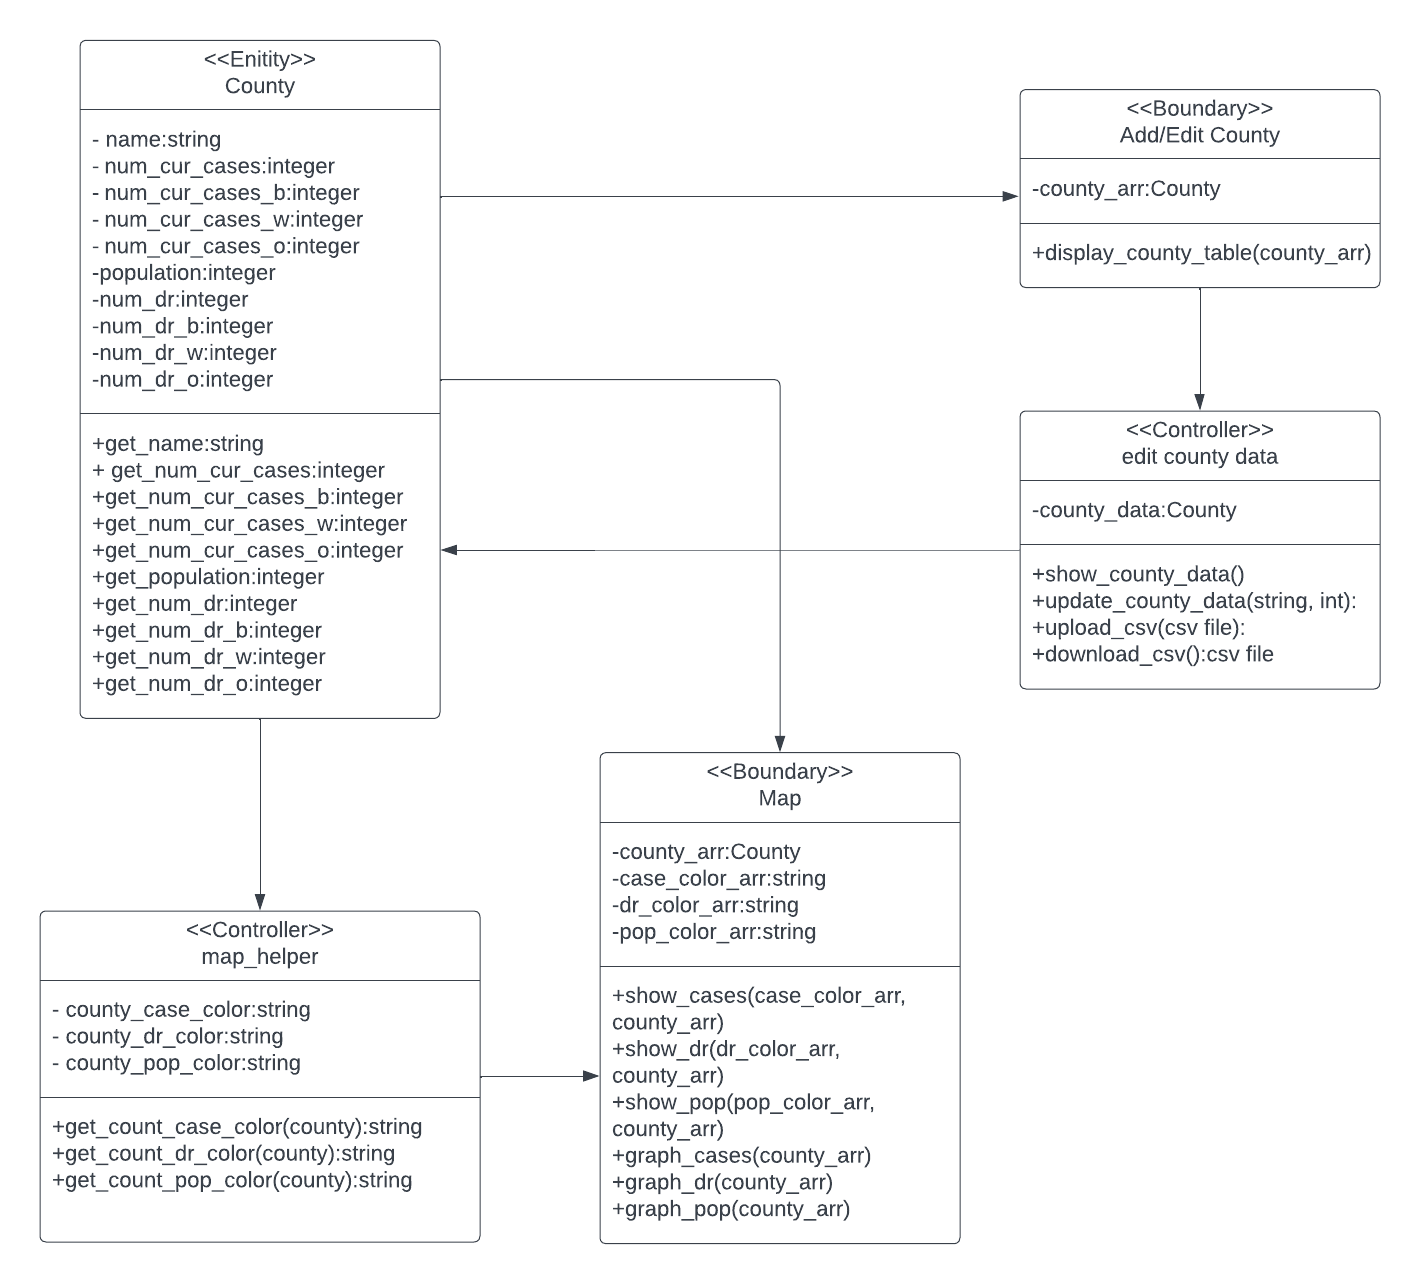 <<Enitity>>
County
- name:string
- num_cur_cases:integer
- num_cur_cases_b:integer
- num_cur_cases_w:integer
- num_cur_cases_o:integer
-population:integer
-num_dr:integer
-num_dr_b:integer
-num_dr_w:integer
-num_dr_o:integer
+get_name:string
+ get_num_cur_cases:integer
+get_num_cur_cases_b:integer
+get_num_cur_cases_w:integer
+get_num_cur_cases_o:integer
+get_population:integer
+get_num_dr:integer
+get_num_dr_b:integer
+get_num_dr_w:integer
+get_num_dr_o:integer
<<Boundary>>
Add/Edit County
-county_arr:County
+display_county_table(county_arr)
<<Controller>>
edit county data
-county_data:County
+show_county_data()
+update_county_data(string, int):
+upload_csv(csv file):
+download_csv():csv file
<<Boundary>>
Map
-county_arr:County
-case_color_arr:string
-dr_color_arr:string
-pop_color_arr:string
+show_cases(case_color_arr,
county_arr)
+show_dr(dr_color_arr,
county_arr)
+show_pop(pop_color_arr,
county_arr)
+graph_cases(county_arr)
+graph_dr(county_arr)
+graph_pop(county_arr)
<<Controller>>
map_helper
- county_case_color:string
- county_dr_color:string
- county_pop_color:string
+get_count_case_color(county):string
+get_count_dr_color(county):string
+get_count_pop_color(county):string